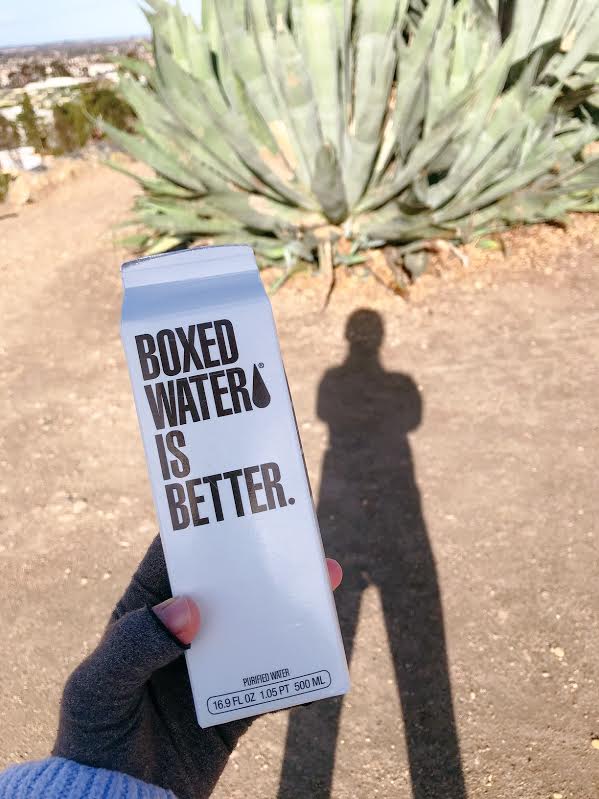 BOXED
WATER®
IS
BETTER.
PURIFIED WATER
16.9 FL OZ 1.05 PT 500 ML